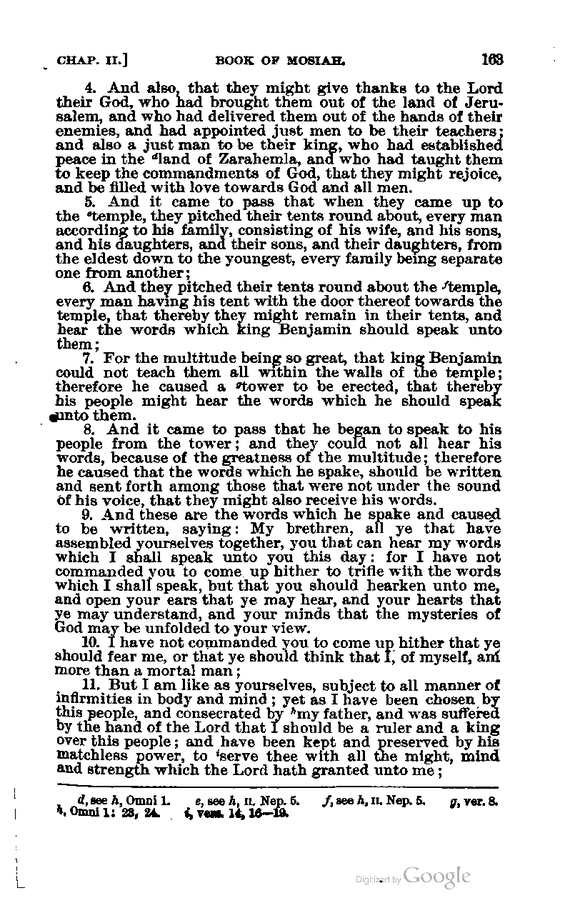 CHAP. II.] BOOK OF MOSIAH. 163
4. And also, that they might give thanks to the Lord
their God, who had brought them out of the land of Jeru-
salem, and who had delivered them out of the hands of their
enemies, and had appointed just men to be their teachers;
and also a just man to be their king, who had established
peace in the dland of Zarahemla, and who had taught them
to keep the commandments of God, that they might rejoice,
and be filled with love towards God and all men.
5. And it came to pass that when they came up to
the etemple, they pitched their tents round about, every man
according to his family, consisting of his wife, and his sons,
and his daughters, and their sons, and their daughters, from
the eldest down to the youngest, every family being separate
one from another;
6. And they pitched their tents round about the ftemple,
every man having his tent with the door thereof towards the
temple, that thereby they might remain in their tents, and
hear the words which king Benjamin should speak unto
them;
7. For the multitude being so great, that king Benjamin
could not teach them all within the walls of the temple;
therefore he caused a gtower to be erected, that thereby
his people might hear the words which he should speak
unto them.
8. And it came to pass that he began to speak to his
people from the tower; and they could not all hear his
words, because of the greatness of the multitude; therefore
he caused that the words which he spake, should be written
and sent forth among those that were not under the sound
of his voice, that they might also receive his words.
9. And these are the words which he spake and caused
to be written, saying: My brethren, all ye that have
assembled yourselves together, you that can hear my words
which I shall speak unto you this day: for I have not
commanded you to come up hither to trifle with the words
which I shall speak, but that you should hearken unto me,
and open your ears that ye may hear, and your hearts that
ye may understand, and your minds that the mysteries of
God may be unfolded to your view.
10. I have not commanded you to come up hither that ye
should fear me, or that ye should think that I, of myself, am
more than a mortal man;
11. But I am like as yourselves, subject to all manner of
infirmities in body and mind; yet as I have been chosen by
this people, and consecrated by hmy father, and was suffered
by the hand of the Lord that I should be a ruler and a king
over this people; and have been kept and preserved by his
matchless power, to iserve thee with all the might, mind
and strength which the Lord hath granted unto me;
d, see h, Omni 1. e, see h, II. Nep. 5. f, see h, II. Nep. 5. g, ver. 8.
h, Omni 1: 23, 24. i, vers. 14, 16—19.
Digitized by Google